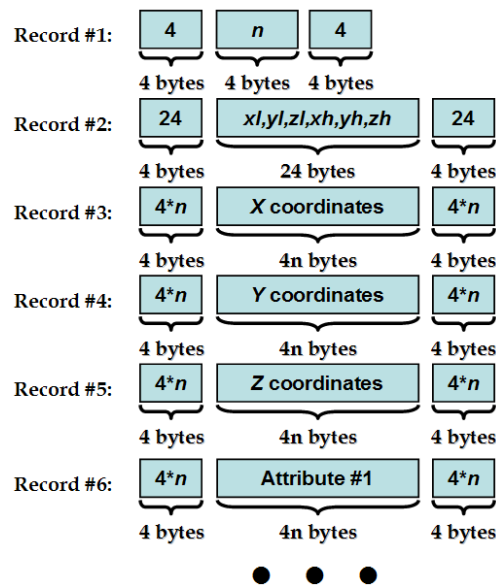 Record #1: 4 n 4
4 bytes 4 bytes 4 bytes
Record #2: 24 xl,yl,zl,xh,yh,zh 24
4 bytes 24 bytes 4 bytes
Record #3: 4*n X coordinates 4*n
4 bytes 4n bytes 4 bytes
Record #4: 4*n Y coordinates 4*n
4 bytes 4n bytes 4 bytes
Record #5: 4*n Z coordinates 4*n
4 bytes 4n bytes 4 bytes
Record #6: 4*n Attribute #1 4*n
4 bytes 4n bytes 4 bytes
● ● ●